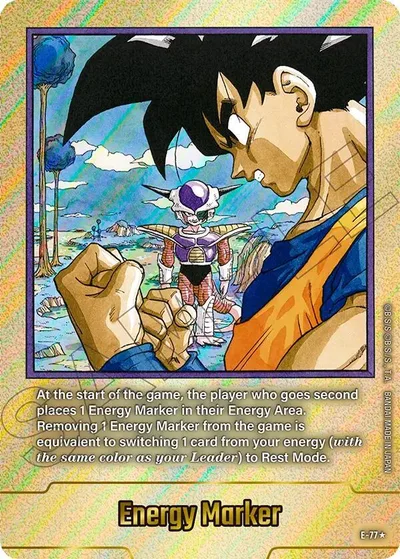 At the start of the game, the player who goes second
places 1 Energy Marker in their Energy Area.
Removing 1 Energy Marker from the game is
equivalent to switching 1 card from your energy (with
the same color as your Leader) to Rest Mode.
Energy Marker
E-77★
©B.S./S. ©B.S./S., T.A. BANDAI MADE IN JAPAN